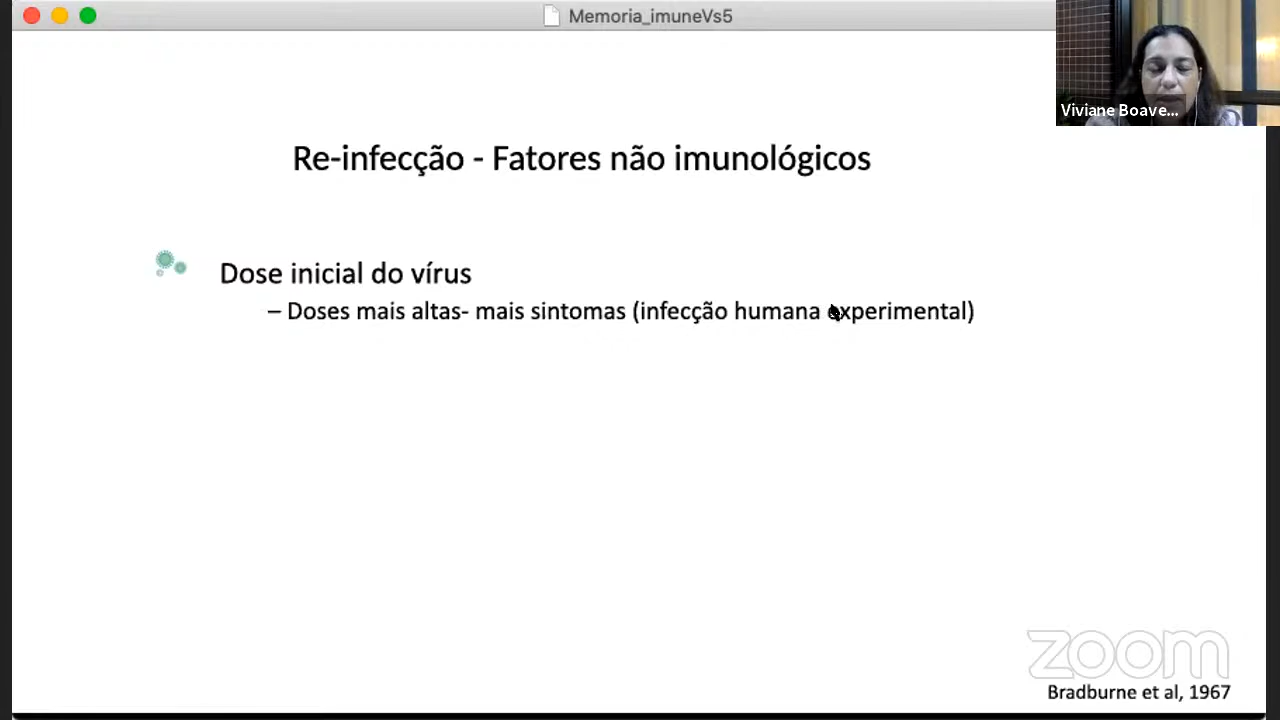 Memoria_imuneVs5
Viviane Boave...
Re-infecção - Fatores não imunológicos
Dose inicial do vírus
– Doses mais altas- mais sintomas (infecção humana experimental)
zoom
Bradburne et al, 1967